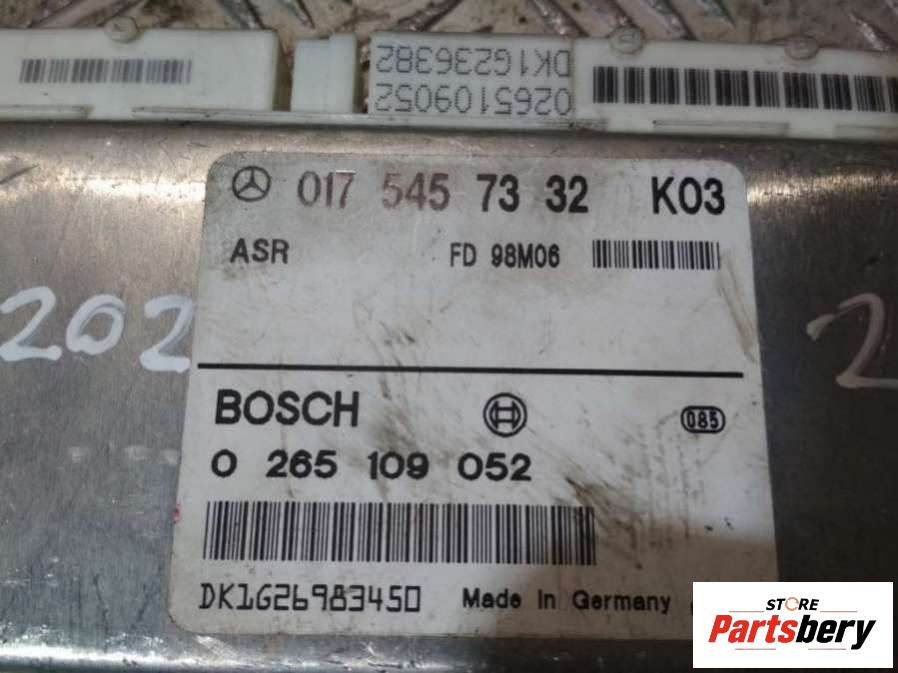 DK1G236382
0265109052
017 545 73 32 K03
ASR FD 98M06
202
2
BOSCH
085
0 265 109 052
DK1G26983450 Made in Germany
STORE
Partsbery